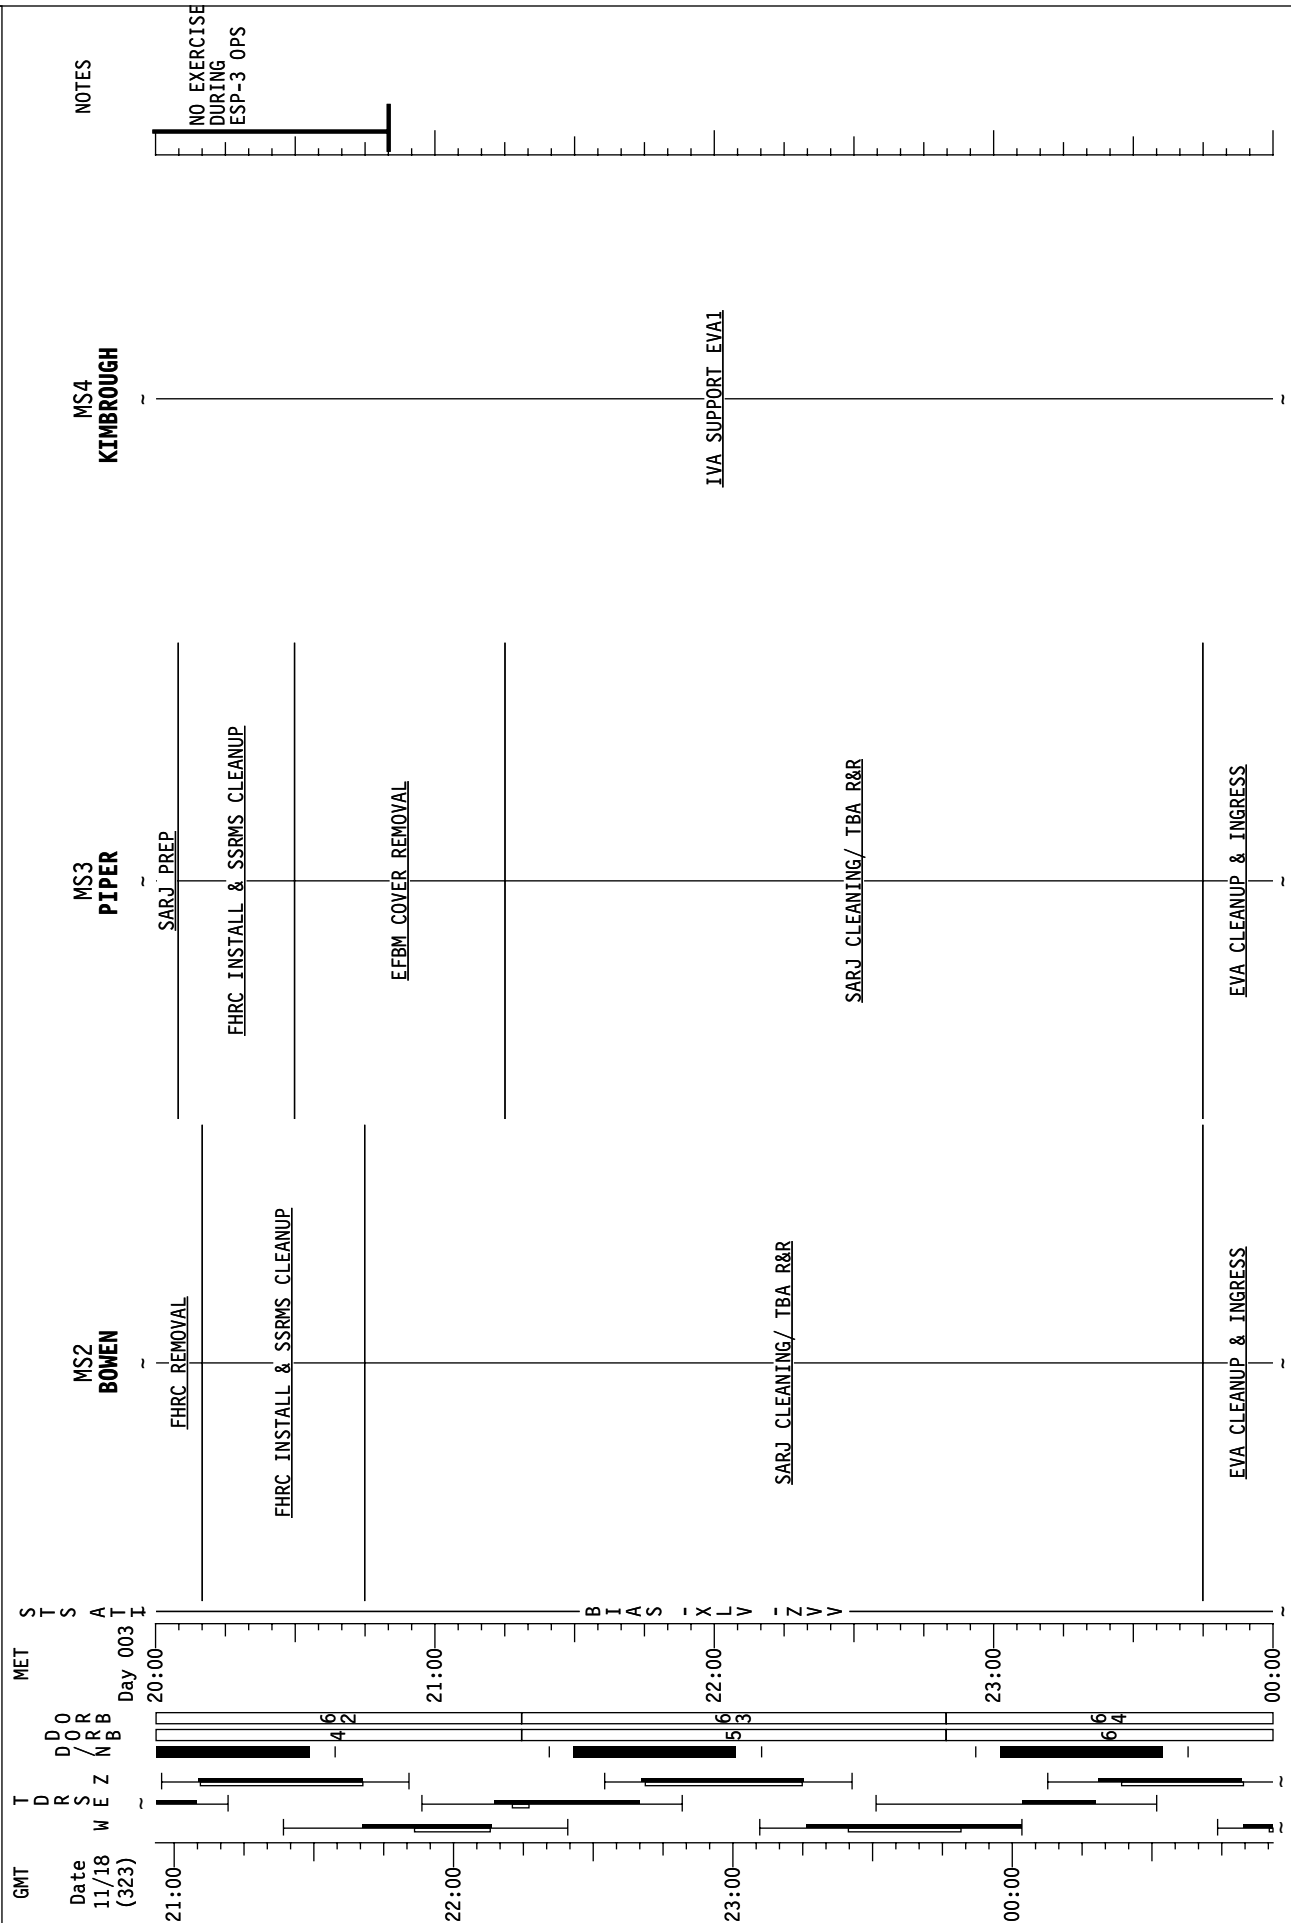 GMT
Date
11/18
(323)
21:00
22:00
23:00
00:00
T
D
R
S
W E Z
D
D O
O R
/ R B
N B
4 62
5 63
6 64
MET
Day 003
20:00
21:00
22:00
23:00
00:00
S
T
S
A
T
T
BIAS -XLV -ZVV
MS2
BOWEN
FHRC REMOVAL
FHRC INSTALL & SSRMS CLEANUP
SARJ CLEANING/ TBA R&R
EVA CLEANUP & INGRESS
MS3
PIPER
SARJ PREP
FHRC INSTALL & SSRMS CLEANUP
EFBM COVER REMOVAL
SARJ CLEANING/ TBA R&R
EVA CLEANUP & INGRESS
MS4
KIMBROUGH
IVA SUPPORT EVA1
NOTES
NO EXERCISE
DURING
ESP-3 OPS